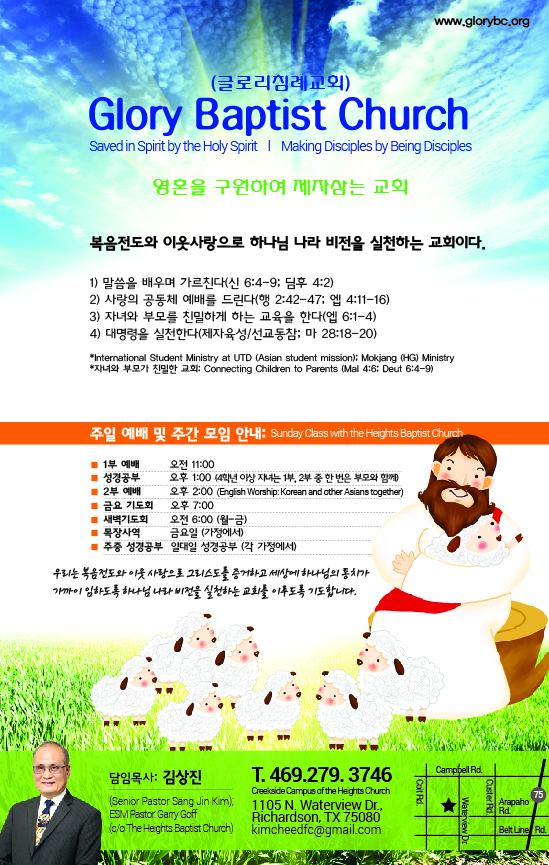 www.glorybc.org
(글로리침례교회)
Glory Baptist Church
Saved in Spirit by the Holy Spirit | Making Disciples by Being Disciples
영혼을 구원하여 제자삼는 교회
복음전도와 이웃사랑으로 하나님 나라 비전을 실천하는 교회이다.
1) 말씀을 배우며 가르친다(신 6:4-9; 딤후 4:2)
2) 사랑의 공동체 예배를 드린다(행 2:42-47; 엡 4:11-16)
3) 자녀와 부모를 친밀하게 하는 교육을 한다(엡 6:1-4)
4) 대명령을 실천한다(제자육성/선교동참; 마 28:18-20)
*International Student Ministry at UTD (Asian student mission); Mokjang (HG) Ministry
*자녀와 부모가 친밀한 교회: Connecting Children to Parents (Mal 4:6; Deut 6:4-9)
주일 예배 및 주간 모임 안내: Sunday Class with the Heights Baptist Church
■ 1부 예배 오전 11:00
■ 성경공부 오후 1:00 (4학년 이상 자녀는 1부, 2부 중 한 번은 부모와 함께)
■ 2부 예배 오후 2:00 (English Worship: Korean and other Asians together)
■ 금요 기도회 오후 7:00
■ 새벽기도회 오전 6:00 (월-금)
■ 목장사역 금요일 (가정에서)
■ 주중 성경공부 일대일 성경공부 (각 가정에서)
우리는 복음전도와 이웃 사랑으로 그리스도를 증거하고 세상에 하나님의 통치가
가까이 임하도록 하나님 나라 비전을 실천하는 교회를 이루도록 기도합니다.
담임목사: 김상진
(Senior Pastor Sang Jin Kim);
ESM Pastor Garry Goff
(c/o The Heights Baptist Church)
T. 469.279. 3746
Creekside Campus of the Heights Church
1105 N. Waterview Dr.,
Richardson, TX 75080
kimcheedfc@gmail.com
Campbell Rd.
Coit Rd.
Waterview Dr.
Custer Rd.
75
Arapaho Rd.
Belt Line Rd.